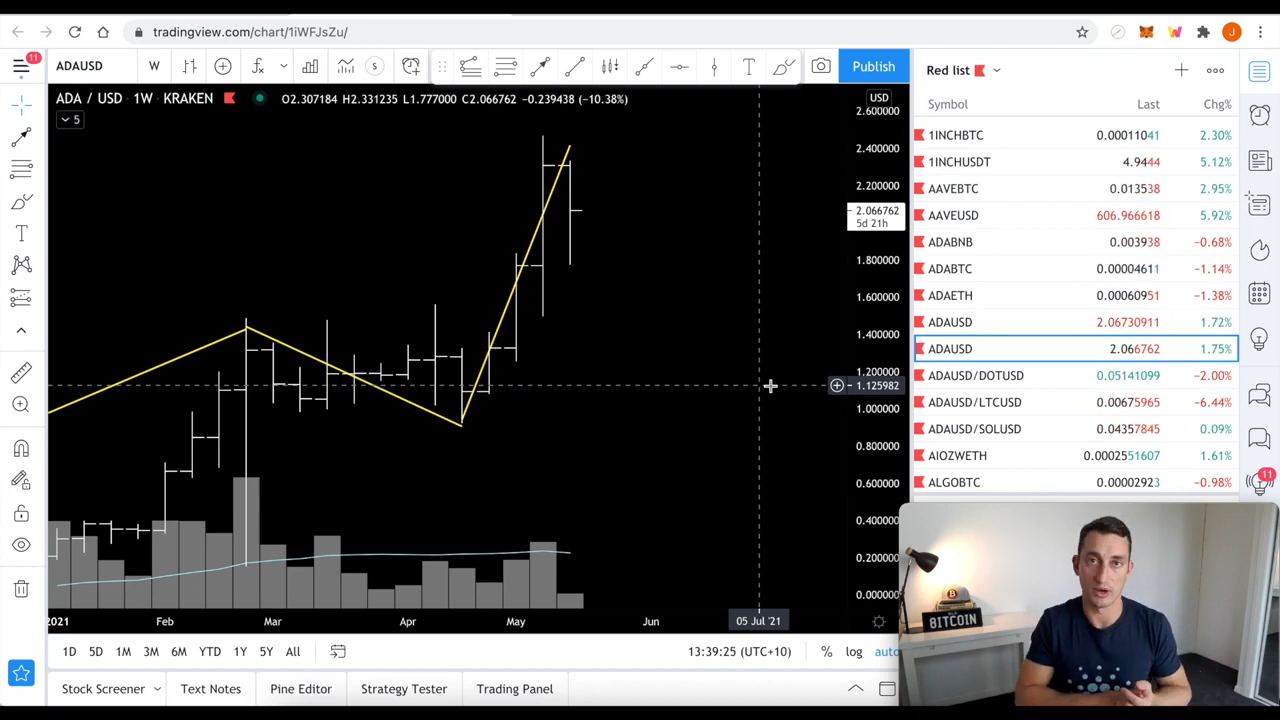 tradingview.com/chart/1iWFJsZu/
J
11
ADAUSD
W
S
T
Publish
Red list
ADA / USD · 1W · KRAKEN
O2.307184 H2.331235 L1.777000 C2.066762 −0.239438 (−10.38%)
USD
5
Symbol Last Chg%
1INCHBTC 0.00011041 2.30%
1INCHUSDT 4.9444 5.12%
AAVEBTC 0.013538 2.95%
AAVEUSD 606.966618 5.92%
ADABNB 0.003938 −0.68%
ADABTC 0.00004611 −1.14%
ADAETH 0.00060951 −1.38%
ADAUSD 2.06730911 1.72%
ADAUSD 2.066762 1.75%
ADAUSD/DOTUSD 0.05141099 −2.00%
ADAUSD/LTCUSD 0.00675965 −6.44%
ADAUSD/SOLUSD 0.04357845 0.09%
AIOZWETH 0.0002551607 1.61%
ALGOBTC 0.00002923 −0.98%
T
2.600000
2.400000
2.200000
2.066762
5d 21h
1.800000
1.600000
1.400000
1.200000
1.125982
1.000000
0.800000
0.600000
0.400000
0.200000
0.000000
11
2021 Feb Mar Apr May Jun 05 Jul '21
1D 5D 1M 3M 6M YTD 1Y 5Y All
13:39:25 (UTC+10) % log auto
Stock Screener Text Notes Pine Editor Strategy Tester Trading Panel
BITCOIN